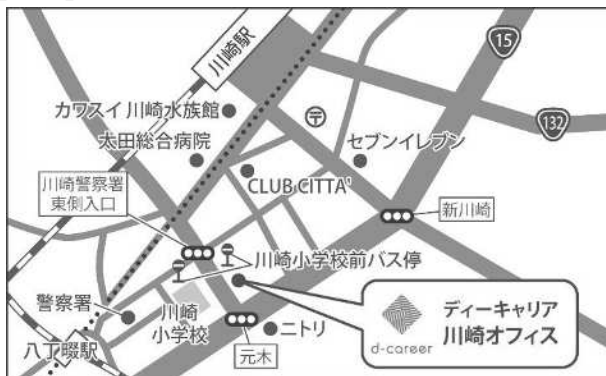 15
川崎駅
カワスイ 川崎水族館
132
太田総合病院
セブンイレブン
川崎警察署
東側入口
CLUB CITTA'
新川崎
川崎小学校前バス停
警察署
川崎
小学校
ニトリ
元木
八丁畷駅
d-career
ディーキャリア
川崎オフィス